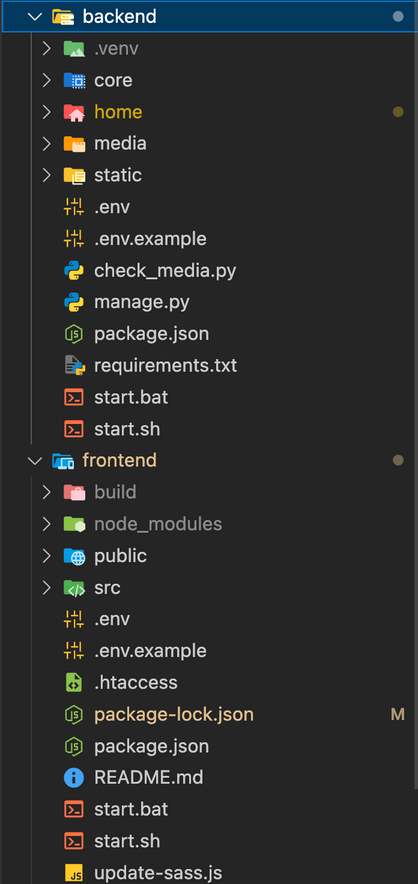 backend
.venv
core
home
media
static
.env
.env.example
check_media.py
manage.py
package.json
requirements.txt
start.bat
start.sh
frontend
build
node_modules
public
src
.env
.env.example
.htaccess
package-lock.json M
package.json
README.md
start.bat
start.sh
update-sass.js